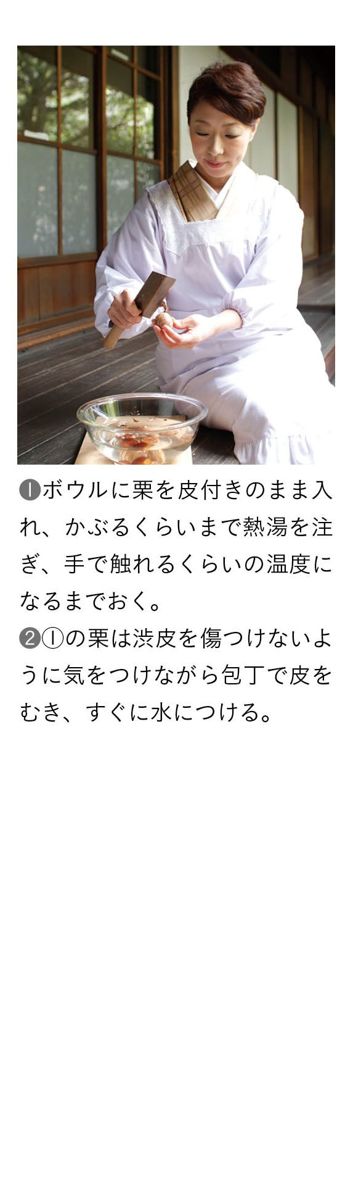 ❶ボウルに栗を皮付きのまま入
れ、かぶるくらいまで熱湯を注
ぎ、手で触れるくらいの温度に
なるまでおく。
❷①の栗は渋皮を傷つけないよ
うに気をつけながら包丁で皮を
むき、すぐに水につける。